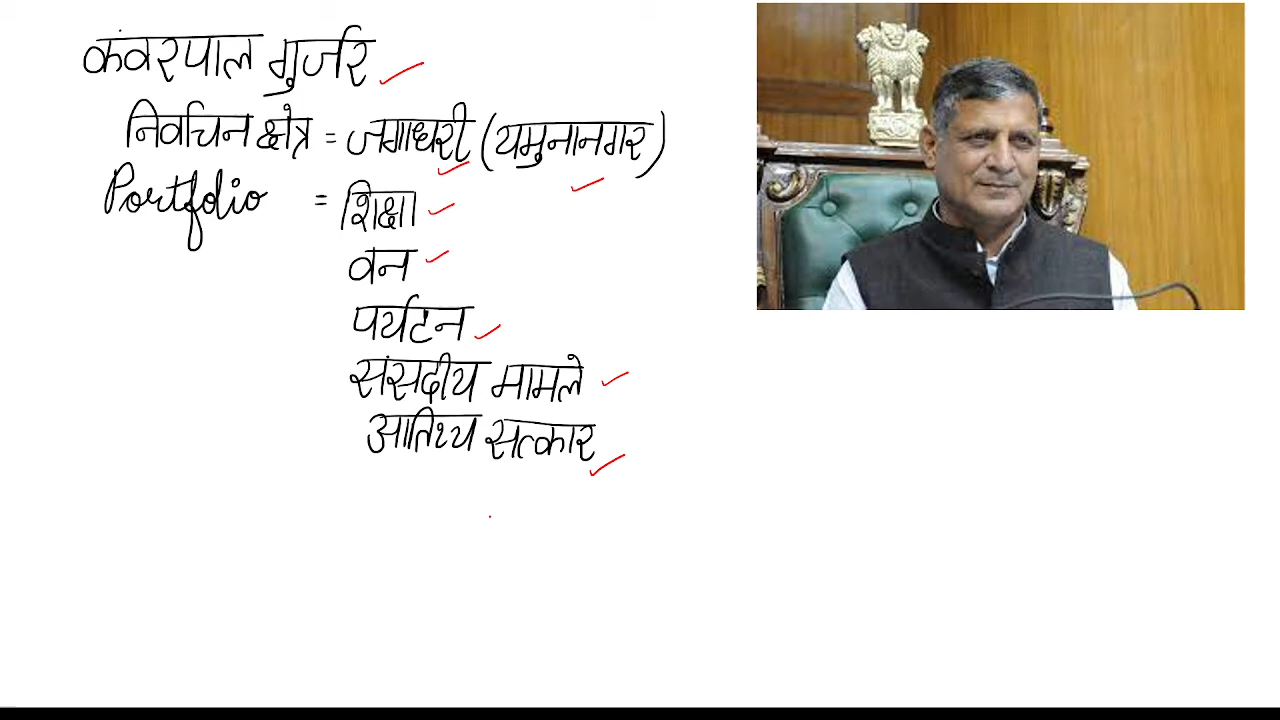 कंवरपाल गुर्जर
निर्वाचन क्षेत्र = जगाधरी (यमुनानगर)
Portfolio = शिक्षा
वन
पर्यटन
संसदीय मामले
आतिथ्य सत्कार